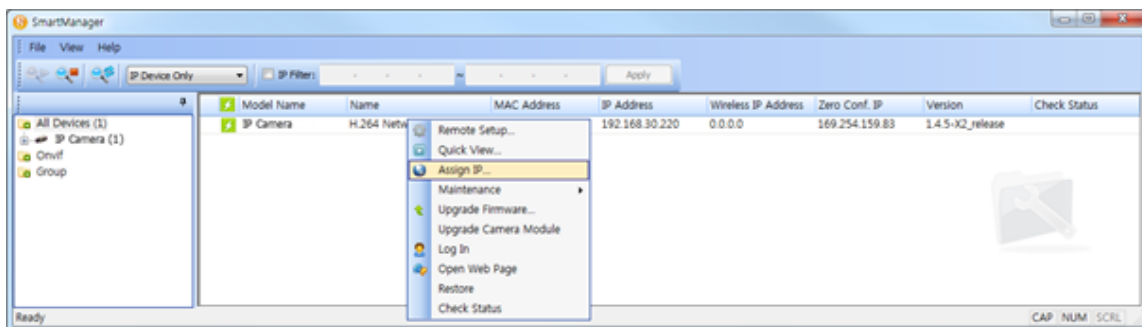 SmartManager
File View Help
IP Device Only IP Filter: . . . ~ . . . Apply
Model Name Name MAC Address IP Address Wireless IP Address Zero Conf. IP Version Check Status
All Devices (1)
IP Camera (1)
Onvif
Group
IP Camera H.264 Netw 192.168.30.220 0.0.0.0 169.254.159.83 1.4.5-X2_release
Remote Setup...
Quick View...
Assign IP...
Maintenance
Upgrade Firmware...
Upgrade Camera Module
Log In
Open Web Page
Restore
Check Status
Ready CAP NUM SCRL